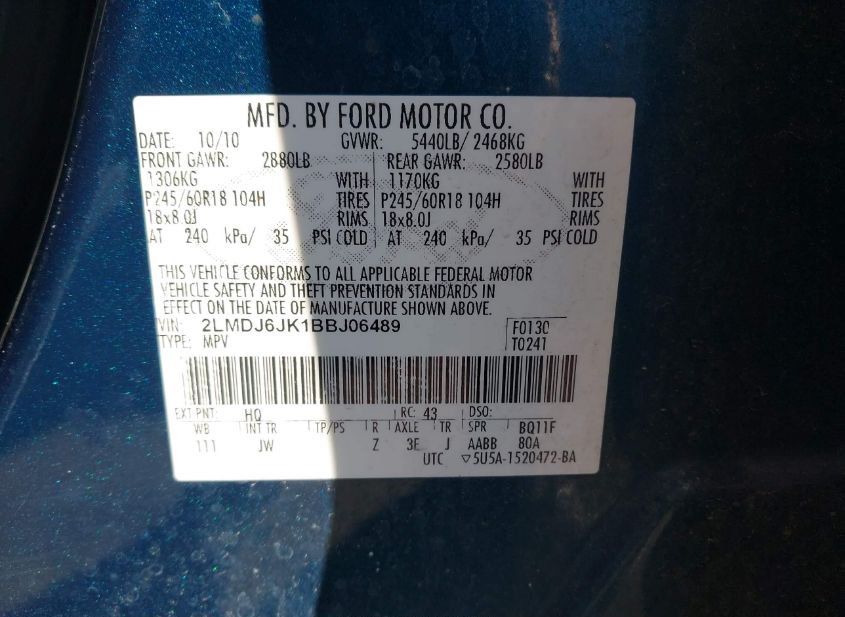 MFD. BY FORD MOTOR CO.
DATE: 10/10 GVWR: 5440LB/ 2468KG
FRONT GAWR: 2880LB REAR GAWR: 2580LB
1306KG WITH 1170KG WITH
P245/60R18 104H TIRES P245/60R18 104H TIRES
18x8.0J RIMS 18x8.0J RIMS
AT 240 kPa/ 35 PSI COLD AT 240 kPa/ 35 PSI COLD
THIS VEHICLE CONFORMS TO ALL APPLICABLE FEDERAL MOTOR
VEHICLE SAFETY AND THEFT PREVENTION STANDARDS IN
EFFECT ON THE DATE OF MANUFACTURE SHOWN ABOVE.
VIN: 2LMDJ6JK1BBJ06489 F0130
TYPE: MPV T0241
EXT PNT: HQ RC: 43 DSO:
WB INT TR TP/PS R AXLE TR SPR BQ11F
111 JW Z 3E J AABB 80A
UTC ▽5U5A-1520472-BA